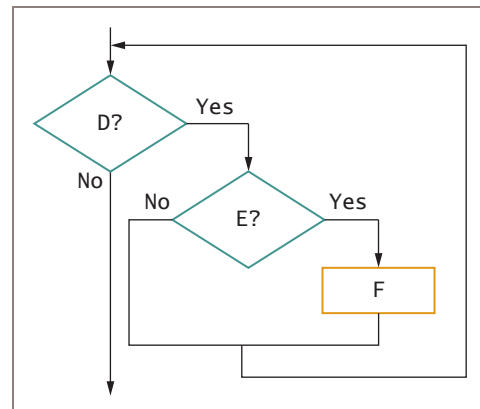 Yes
D?
No
No
Yes
E?
F